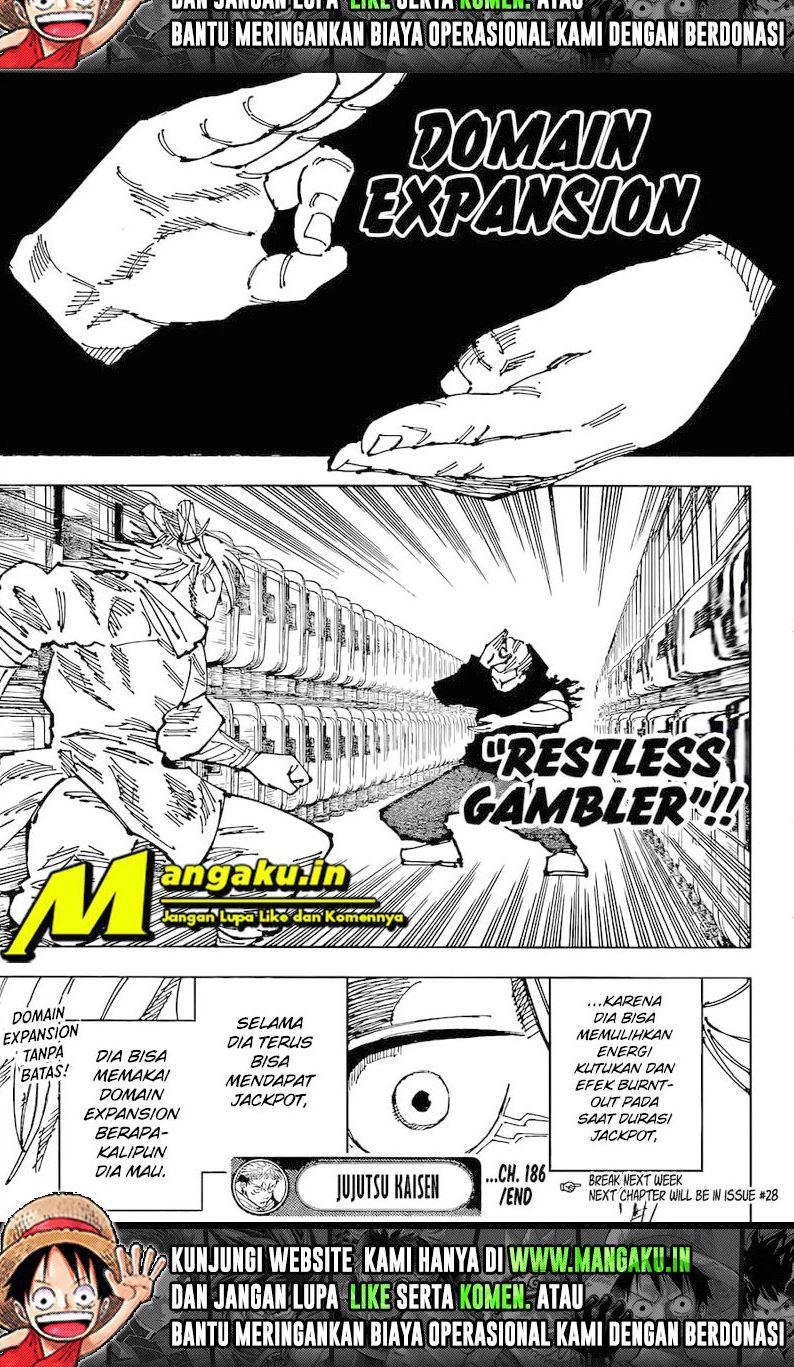 DAN JANGAN LUPA LIKE SERTA KOMEN. ATAU
BANTU MERINGANKAN BIAYA OPERASIONAL KAMI DENGAN BERDONASI
DOMAIN
EXPANSION
"RESTLESS
GAMBLER"!!
Mangaku.in
Jangan Lupa Like dan Komennya
...KARENA
DIA BISA
MEMULIHKAN
ENERGI
KUTUKAN DAN
EFEK BURNT-
OUT PADA
SAAT DURASI
JACKPOT,
SELAMA
DIA TERUS
BISA
MENDAPAT
JACKPOT,
DIA BISA
MEMAKAI
DOMAIN
EXPANSION
BERAPA-
KALIPUN
DIA MAU.
DOMAIN
EXPANSION
TANPA
BATAS!
JUJUTSU KAISEN
...CH. 186
/END
BREAK NEXT WEEK
NEXT CHAPTER WILL BE IN ISSUE #28
KUNJUNGI WEBSITE KAMI HANYA DI WWW.MANGAKU.IN
DAN JANGAN LUPA LIKE SERTA KOMEN. ATAU
BANTU MERINGANKAN BIAYA OPERASIONAL KAMI DENGAN BERDONASI